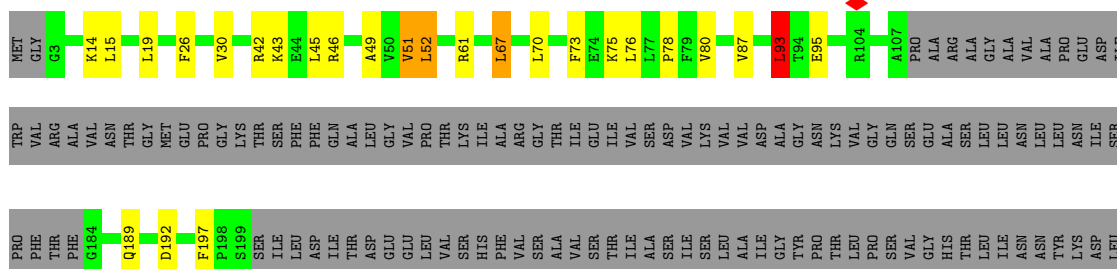 MET GLY G3 K14 L15 L19 F26 V30 R42 K43 E44 L45 R46 A49 V50 V51 L52 R61 L67 L70 F73 E74 K75 L76 L77 P78 F79 V80 V87 L93 T94 E95 R104 A107 PRO ALA ARG ALA GLY ALA VAL ALA PRO GLU ASP
TRP VAL ARG ALA VAL ASN THR GLY MET GLU PRO GLY LYS THR SER PHE PHE GLN ALA LEU GLY VAL PRO THR LYS ILE ALA ARG GLY THR ILE GLU ILE VAL SER ASP VAL LYS VAL VAL ASP ALA GLY ASN LYS VAL GLY GLN SER GLU ALA SER LEU LEU ASN LEU LEU ASN ILE SER
PRO PHE THR PHE G184 Q189 D192 F197 P198 S199 SER ILE LEU ASP ILE THR ASP GLU GLU LEU VAL SER HIS PHE VAL SER ALA VAL SER THR ILE ALA SER ILE SER LEU ALA ILE GLY TYR PRO THR LEU PRO SER VAL GLY HIS THR LEU ILE ASN ASN TYR LYS ASP LEU